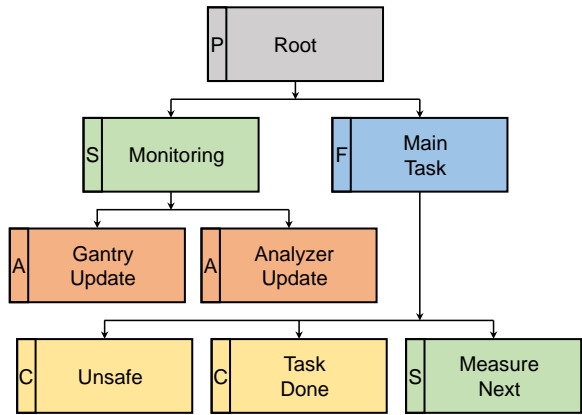 P Root
S Monitoring
F Main
Task
A Gantry
Update
A Analyzer
Update
C Unsafe
C Task
Done
S Measure
Next